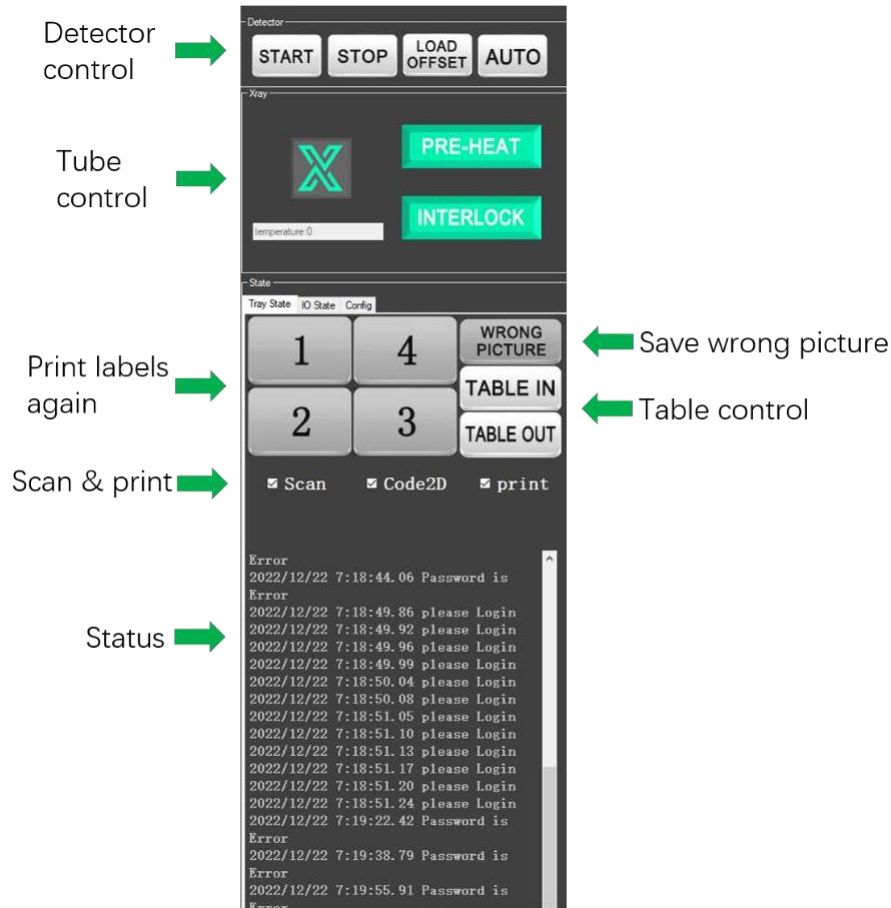 Detector
control
Detector
START STOP LOAD OFFSET AUTO
Xray
Tube
control
PRE-HEAT
temperature:0
INTERLOCK
State
Tray State IO State Config
Print labels
again
1 4 WRONG PICTURE
Save wrong picture
TABLE IN
Table control
2 3 TABLE OUT
Scan & print
Scan Code2D print
Status
Error
2022/12/22 7:18:44.06 Password is
Error
2022/12/22 7:18:49.86 please Login
2022/12/22 7:18:49.92 please Login
2022/12/22 7:18:49.96 please Login
2022/12/22 7:18:49.99 please Login
2022/12/22 7:18:50.04 please Login
2022/12/22 7:18:50.08 please Login
2022/12/22 7:18:51.05 please Login
2022/12/22 7:18:51.10 please Login
2022/12/22 7:18:51.13 please Login
2022/12/22 7:18:51.17 please Login
2022/12/22 7:18:51.20 please Login
2022/12/22 7:18:51.24 please Login
2022/12/22 7:19:22.42 Password is
Error
2022/12/22 7:19:38.79 Password is
Error
2022/12/22 7:19:55.91 Password is
Error